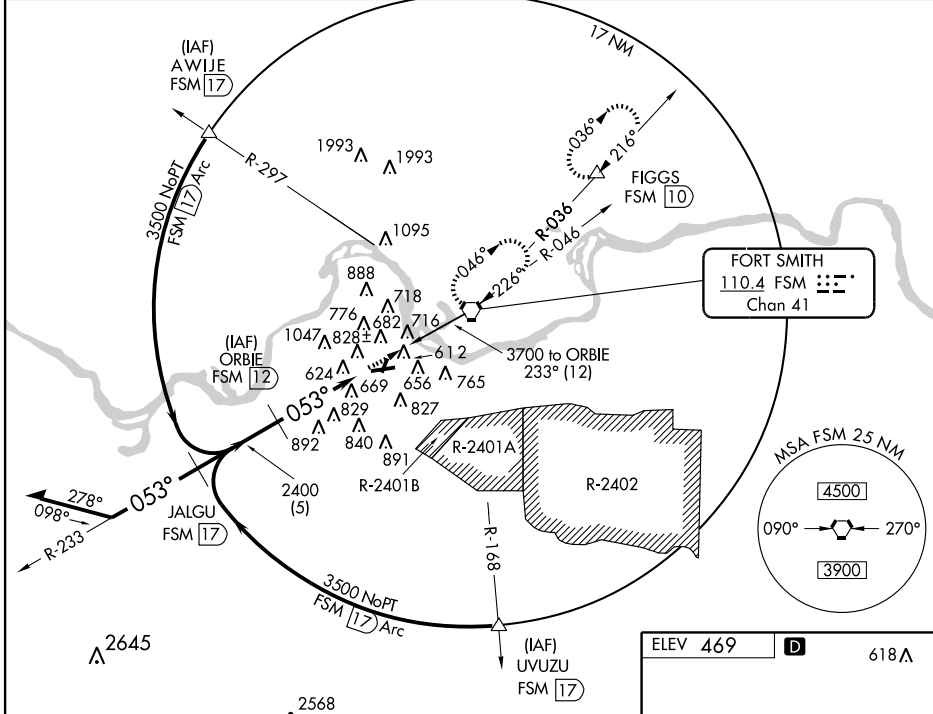 17 NM
(IAF)
AWIJE
FSM 17
R-297
3500 NoPT
FSM 17 Arc
1993
1993
1095
036°
216°
FIGGS
FSM 10
R-036
R-046
046°
226°
FORT SMITH
110.4 FSM
Chan 41
888
718
776
682
716
1047
828±
612
3700 to ORBIE
233° (12)
(IAF)
ORBIE
FSM 12
624
669
656
765
053°
829
827
892
840
891
R-2401A
R-2401B
R-2402
2400
(5)
053°
278°
098°
R-233
JALGU
FSM 17
R-168
3500 NoPT
FSM 17 Arc
(IAF)
UVUZU
FSM 17
MSA FSM 25 NM
4500
090°
270°
3900
2645
2568
ELEV 469
D
618